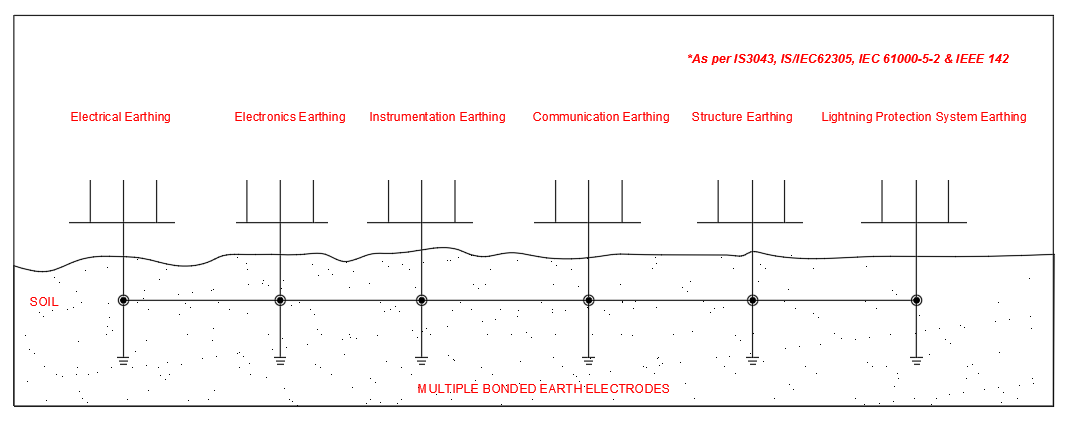 *As per IS3043, IS/IEC62305, IEC 61000-5-2 & IEEE 142
Electrical Earthing
Electronics Earthing
Instrumentation Earthing
Communication Earthing
Structure Earthing
Lightning Protection System Earthing
SOIL
MULTIPLE BONDED EARTH ELECTRODES